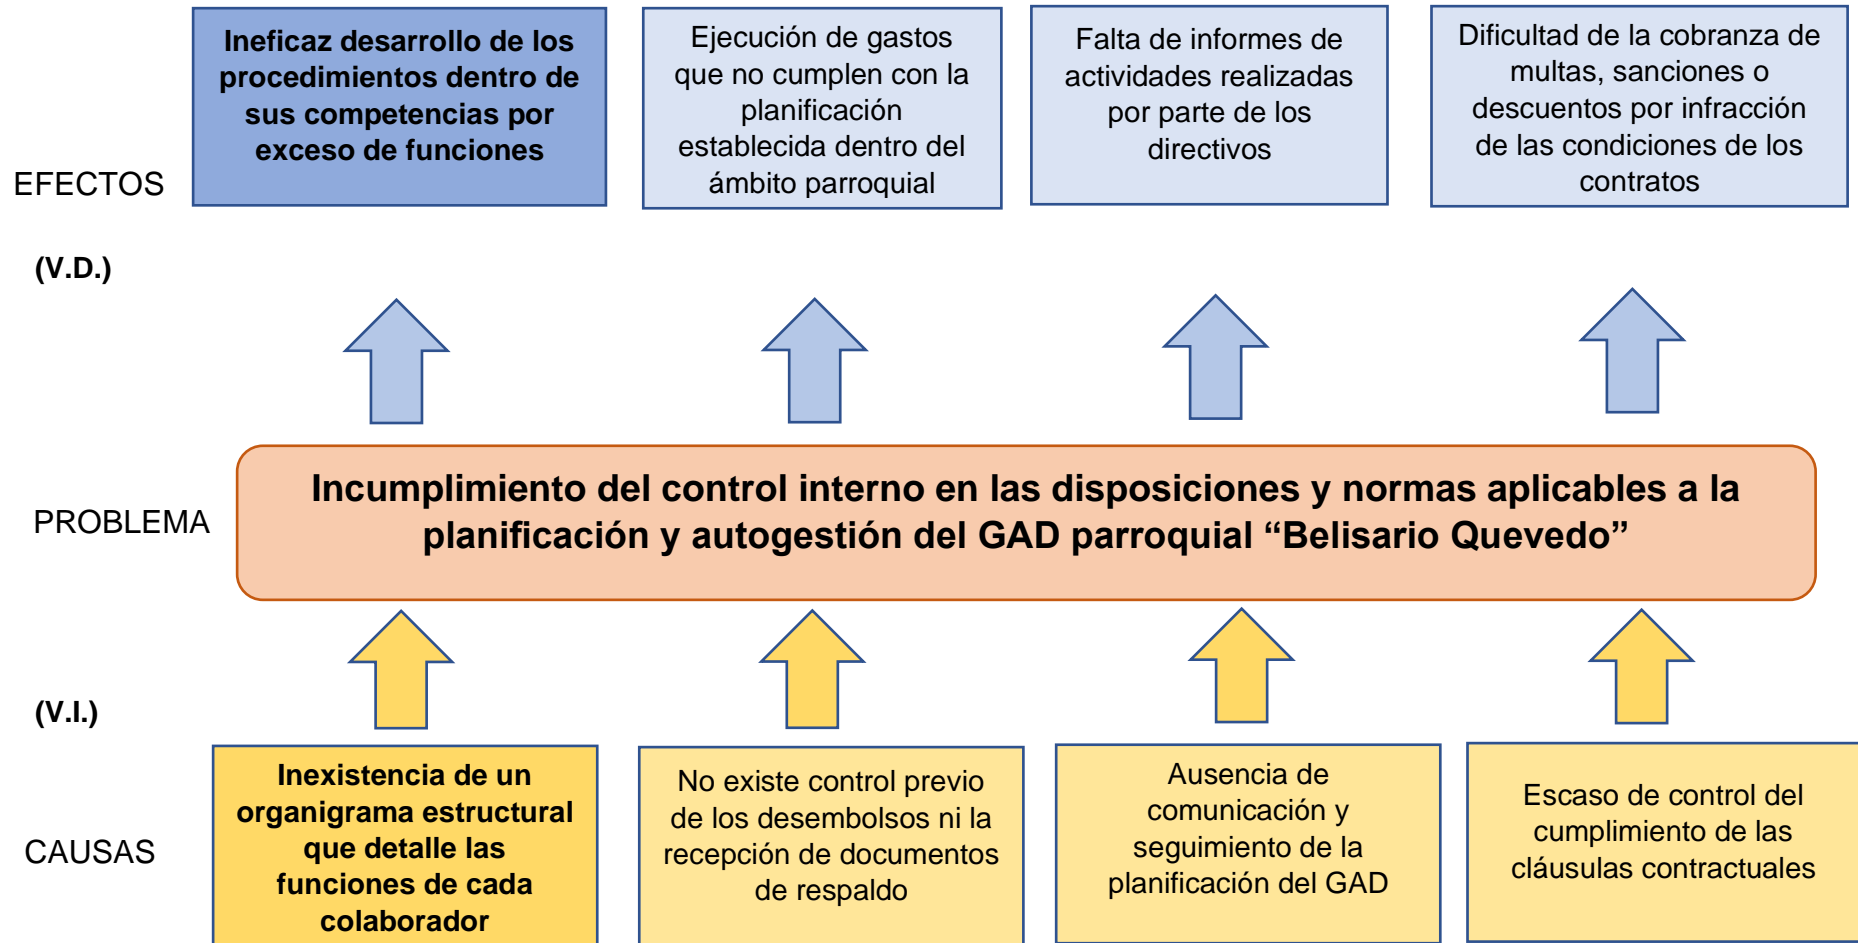 Ineficaz desarrollo de los
procedimientos dentro de
sus competencias por
exceso de funciones
Ejecución de gastos
que no cumplen con la
planificación
establecida dentro del
ámbito parroquial
Falta de informes de
actividades realizadas
por parte de los
directivos
Dificultad de la cobranza de
multas, sanciones o
descuentos por infracción
de las condiciones de los
contratos
EFECTOS
(V.D.)
PROBLEMA
Incumplimiento del control interno en las disposiciones y normas aplicables a la
planificación y autogestión del GAD parroquial “Belisario Quevedo”
(V.I.)
CAUSAS
Inexistencia de un
organigrama estructural
que detalle las
funciones de cada
colaborador
No existe control previo
de los desembolsos ni la
recepción de documentos
de respaldo
Ausencia de
comunicación y
seguimiento de la
planificación del GAD
Escaso de control del
cumplimiento de las
cláusulas contractuales